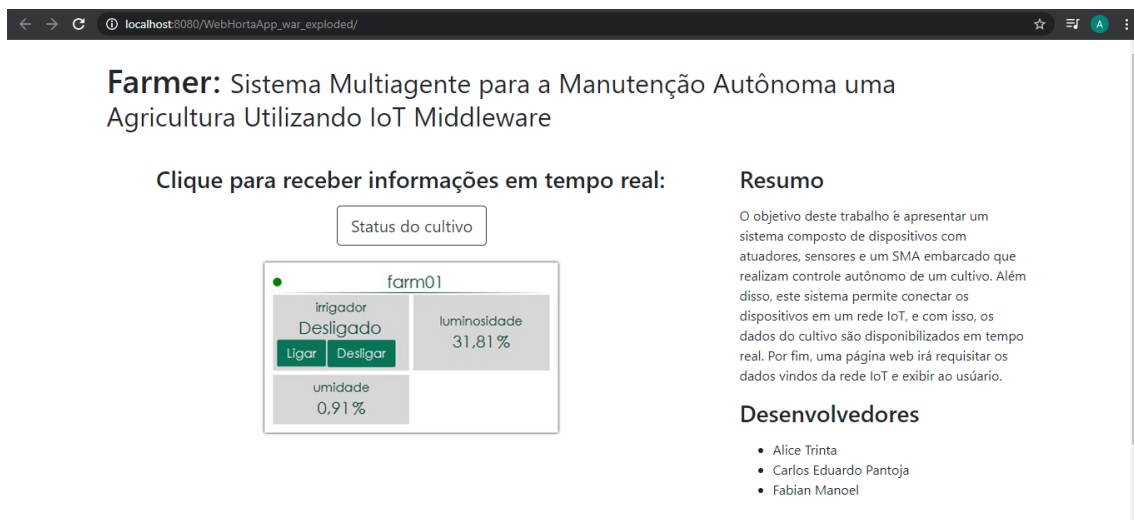 localhost:8080/WebHortaApp_war_exploded/
A
Farmer: Sistema Multiagente para a Manutenção Autônoma uma
Agricultura Utilizando IoT Middleware
Clique para receber informações em tempo real:
Status do cultivo
farm01
irrigador
Desligado
Ligar Desligar
luminosidade
31,81%
umidade
0,91%
Resumo
O objetivo deste trabalho è apresentar um
sistema composto de dispositivos com
atuadores, sensores e um SMA embarcado que
realizam controle autônomo de um cultivo. Além
disso, este sistema permite conectar os
dispositivos em um rede IoT, e com isso, os
dados do cultivo são disponibilizados em tempo
real. Por fim, uma página web irá requisitar os
dados vindos da rede IoT e exibir ao usúario.
Desenvolvedores
Alice Trinta
Carlos Eduardo Pantoja
Fabian Manoel